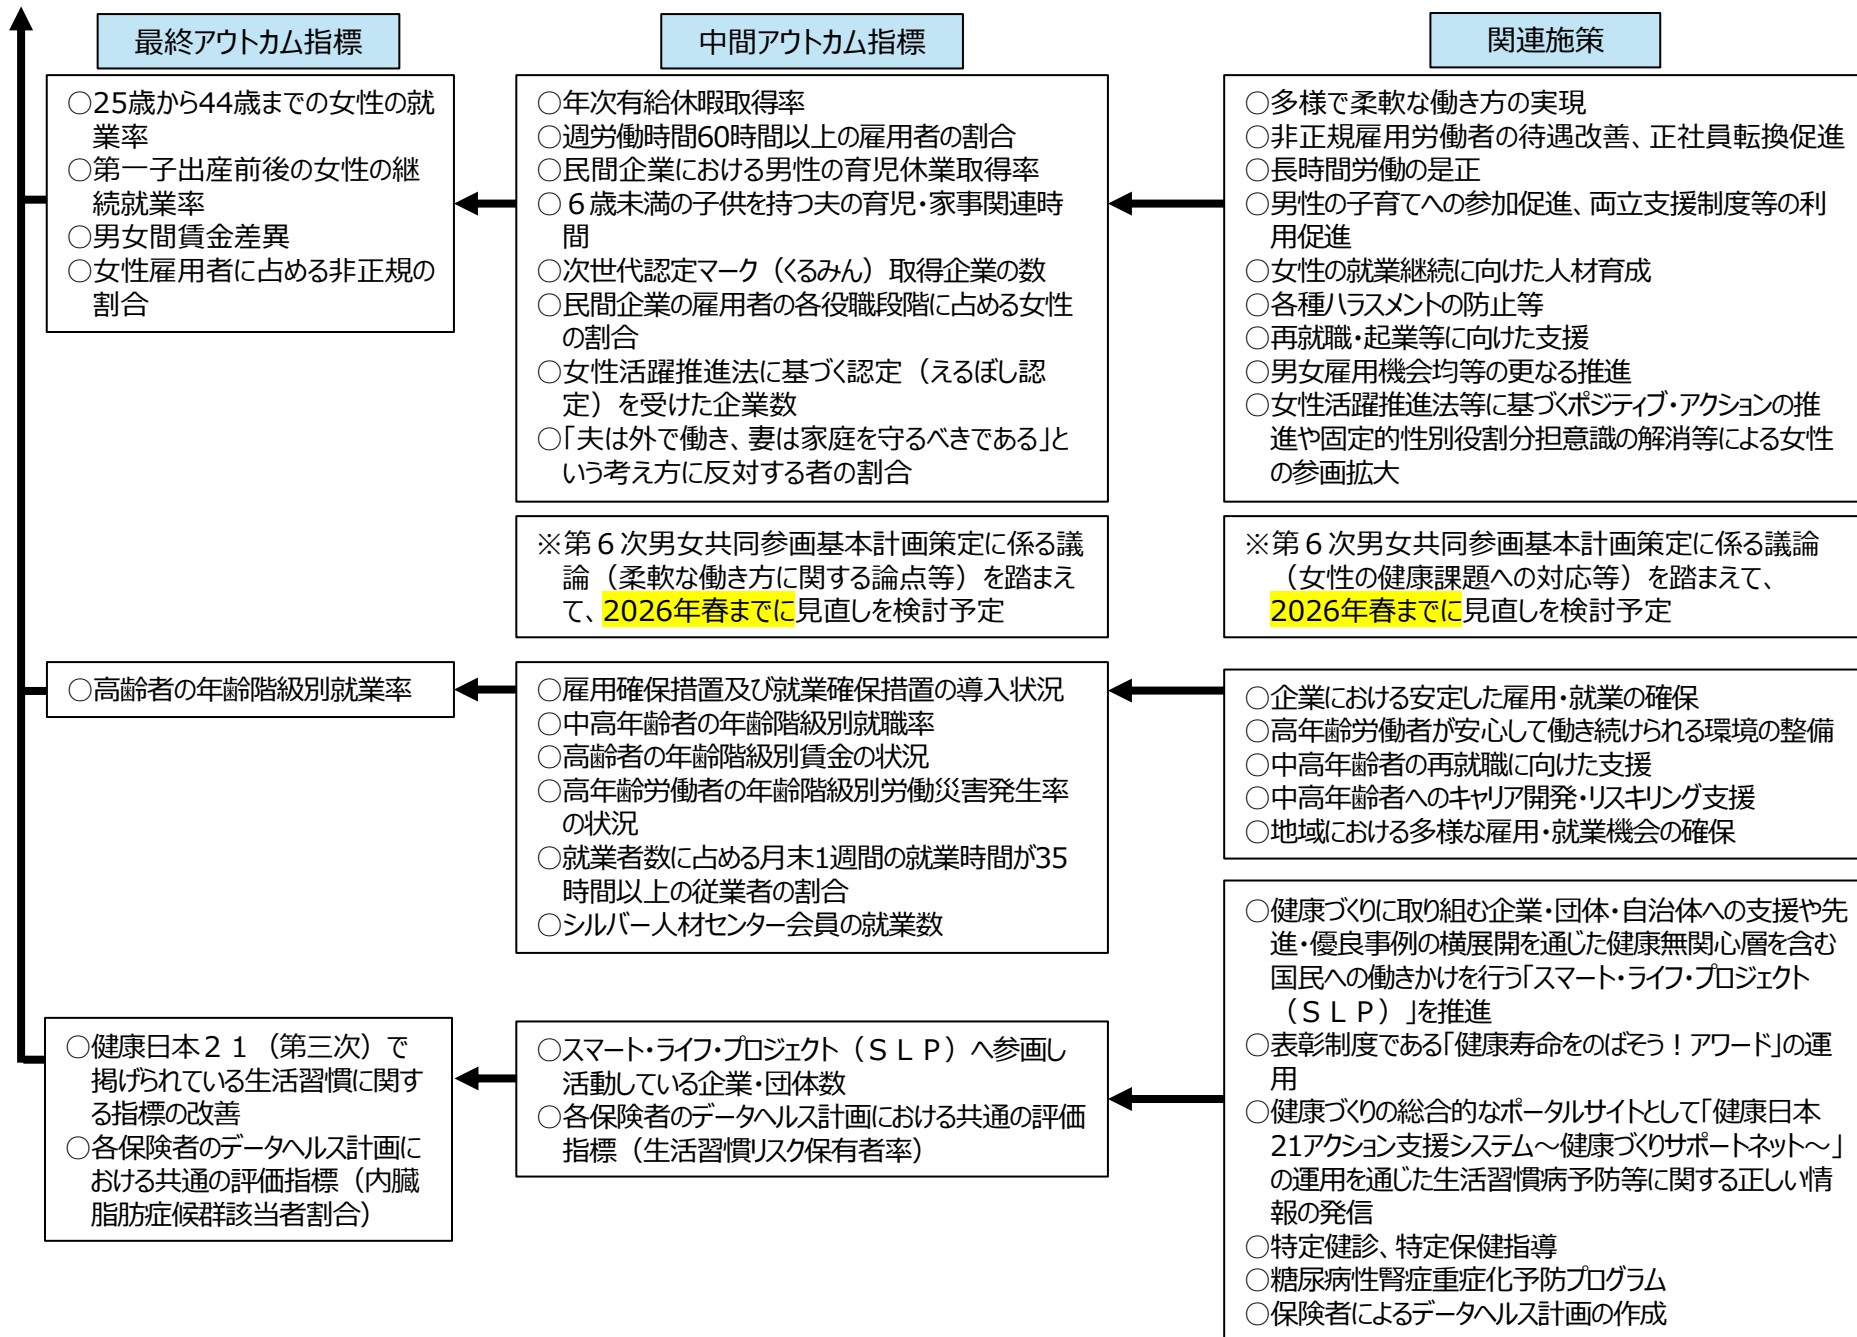 最終アウトカム指標
中間アウトカム指標
関連施策
○25歳から44歳までの女性の就
業率
○第一子出産前後の女性の継
続就業率
○男女間賃金差異
○女性雇用者に占める非正規の
割合
○年次有給休暇取得率
○週労働時間60時間以上の雇用者の割合
○民間企業における男性の育児休業取得率
○６歳未満の子供を持つ夫の育児・家事関連時
間
○次世代認定マーク（くるみん）取得企業の数
○民間企業の雇用者の各役職段階に占める女性
の割合
○女性活躍推進法に基づく認定（えるぼし認
定）を受けた企業数
○「夫は外で働き、妻は家庭を守るべきである」と
いう考え方に反対する者の割合
○多様で柔軟な働き方の実現
○非正規雇用労働者の待遇改善、正社員転換促進
○長時間労働の是正
○男性の子育てへの参加促進、両立支援制度等の利
用促進
○女性の就業継続に向けた人材育成
○各種ハラスメントの防止等
○再就職・起業等に向けた支援
○男女雇用機会均等の更なる推進
○女性活躍推進法等に基づくポジティブ・アクションの推
進や固定的性別役割分担意識の解消等による女性
の参画拡大
※第６次男女共同参画基本計画策定に係る議
論（柔軟な働き方に関する論点等）を踏まえ
て、2026年春までに見直しを検討予定
※第６次男女共同参画基本計画策定に係る議論
（女性の健康課題への対応等）を踏まえて、
2026年春までに見直しを検討予定
○高齢者の年齢階級別就業率
○雇用確保措置及び就業確保措置の導入状況
○中高年齢者の年齢階級別就職率
○高齢者の年齢階級別賃金の状況
○高年齢労働者の年齢階級別労働災害発生率
の状況
○就業者数に占める月末1週間の就業時間が35
時間以上の従業者の割合
○シルバー人材センター会員の就業数
○企業における安定した雇用・就業の確保
○高年齢労働者が安心して働き続けられる環境の整備
○中高年齢者の再就職に向けた支援
○中高年齢者へのキャリア開発・リスキリング支援
○地域における多様な雇用・就業機会の確保
○健康日本２１（第三次）で
掲げられている生活習慣に関す
る指標の改善
○各保険者のデータヘルス計画に
おける共通の評価指標（内臓
脂肪症候群該当者割合）
○スマート・ライフ・プロジェクト（ＳＬＰ）へ参画し
活動している企業・団体数
○各保険者のデータヘルス計画における共通の評価
指標（生活習慣リスク保有者率）
○健康づくりに取り組む企業・団体・自治体への支援や先
進・優良事例の横展開を通じた健康無関心層を含む
国民への働きかけを行う「スマート・ライフ・プロジェクト
（ＳＬＰ）」を推進
○表彰制度である「健康寿命をのばそう！アワード」の運
用
○健康づくりの総合的なポータルサイトとして「健康日本
21アクション支援システム～健康づくりサポートネット～」
の運用を通じた生活習慣病予防等に関する正しい情
報の発信
○特定健診、特定保健指導
○糖尿病性腎症重症化予防プログラム
○保険者によるデータヘルス計画の作成